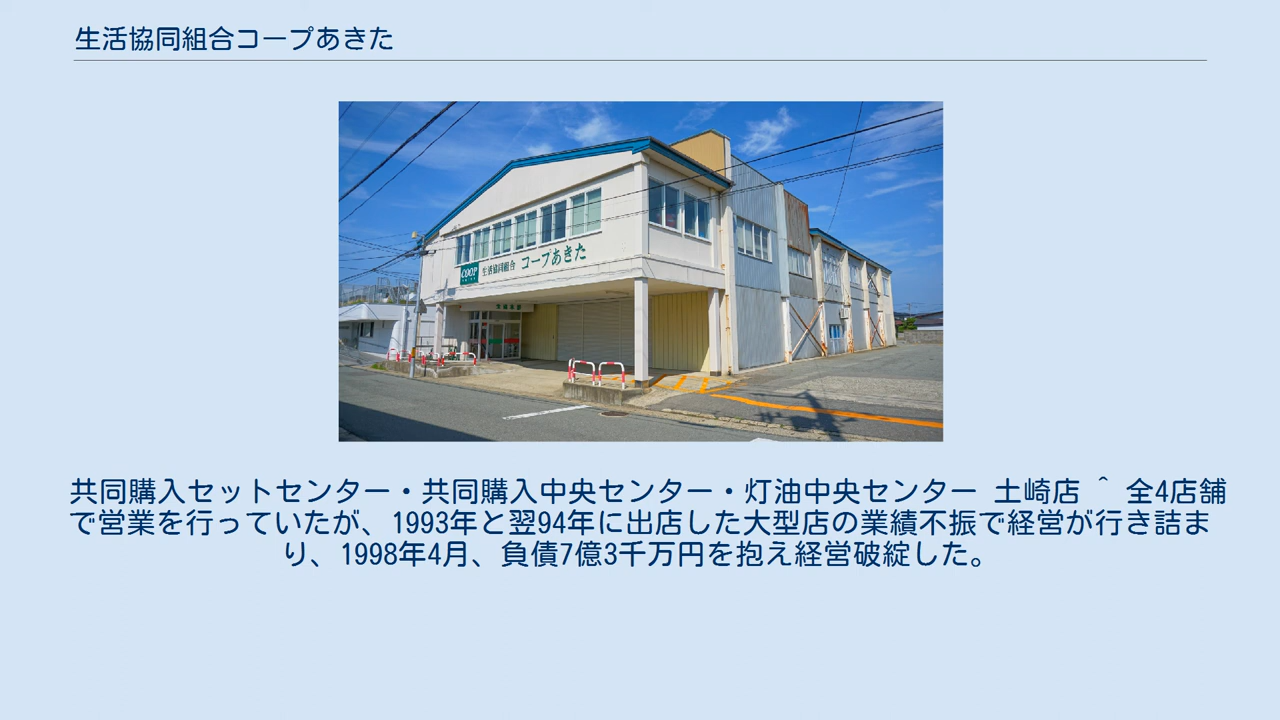 生活協同組合コープあきた
COOP
生活協同組合 コープあきた
共同購入セットセンター・共同購入中央センター・灯油中央センター 土崎店 ^ 全4店舗
で営業を行っていたが、1993年と翌94年に出店した大型店の業績不振で経営が行き詰ま
り、1998年4月、負債7億3千万円を抱え経営破綻した。